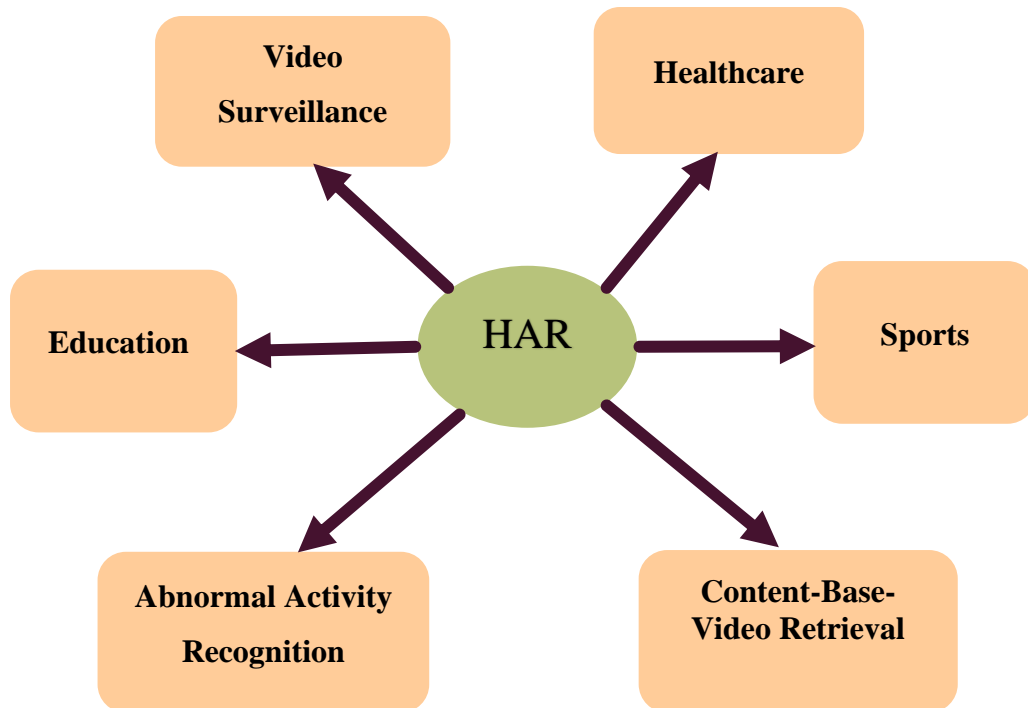 Video
Surveillance
Healthcare
HAR
Education
Sports
Abnormal Activity
Recognition
Content-Base-
Video Retrieval